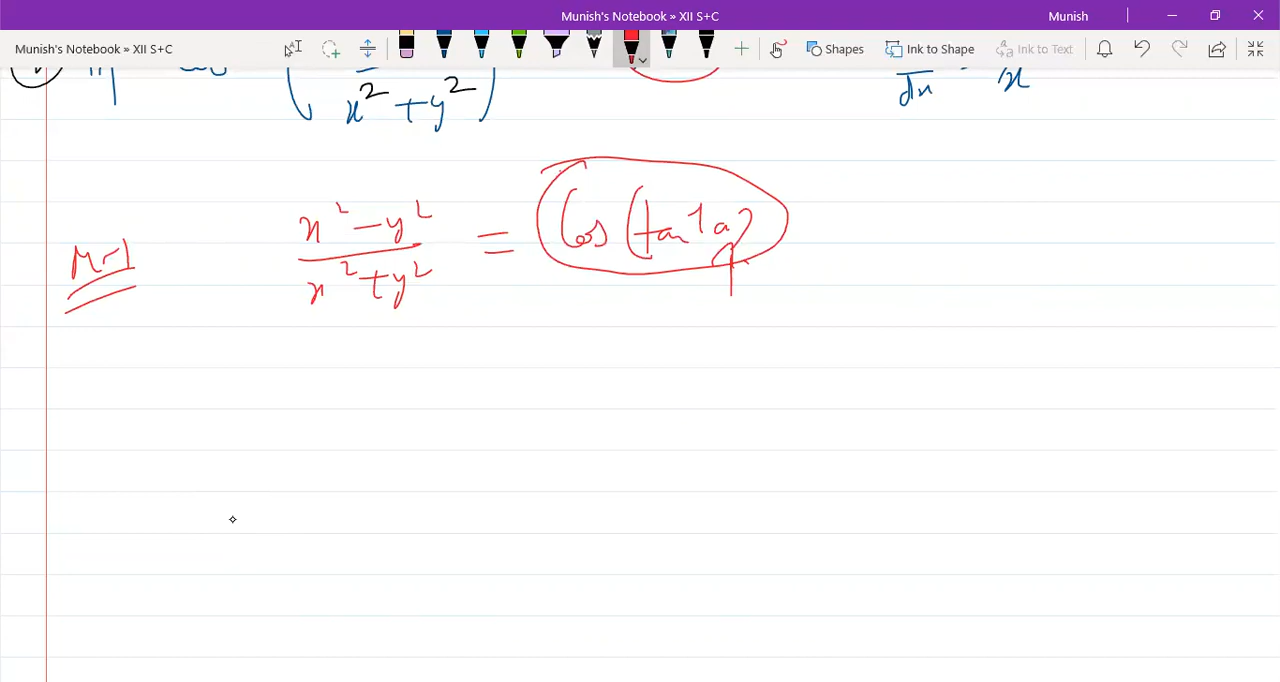 Munish's Notebook » XII S+C
Munish
Munish's Notebook » XII S+C
Shapes
Ink to Shape
Ink to Text
x² + y²
dx
x
M-1
x² - y² / x² + y² = Cos (tan⁻¹a)